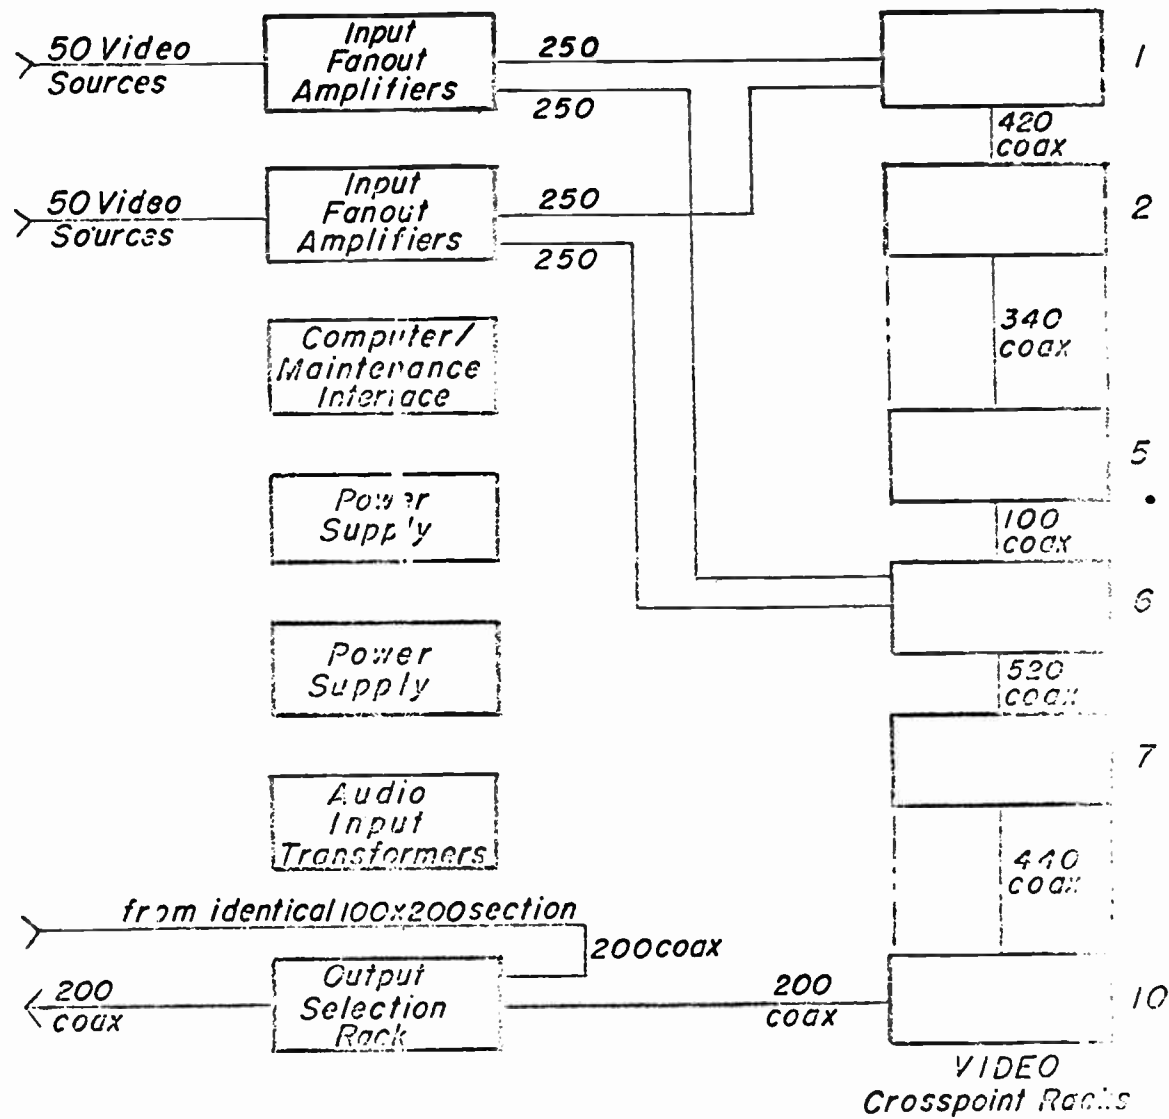 50 Video
Sources
Input
Fanout
Amplifiers
250
250
1
420
coax
50 Video
Sources
Input
Fanout
Amplifiers
250
250
2
340
coax
Computer/
Maintenance
Interface
5
100
coax
Power
Supply
6
520
coax
Power
Supply
7
440
coax
Audio
Input
Transformers
from identical 100x200 section
200 coax
200
coax
Output
Selection
Rack
200
coax
10
VIDEO
Crosspoint Racks